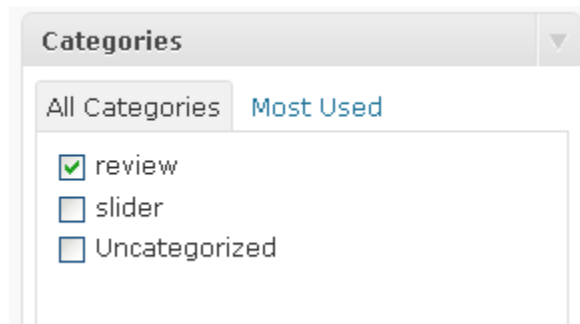 Categories
All Categories Most Used
review
slider
Uncategorized